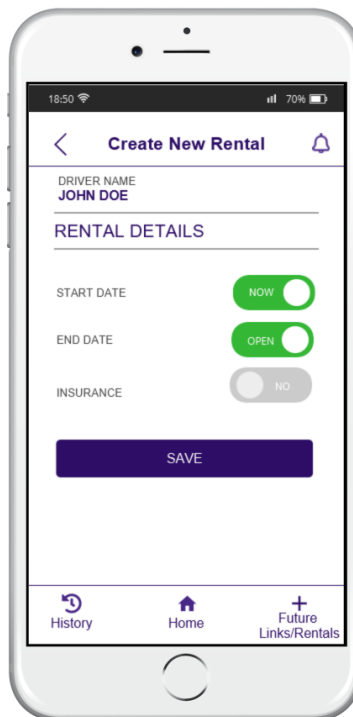 18:50 70%
Create New Rental
DRIVER NAME
JOHN DOE
RENTAL DETAILS
START DATE NOW
END DATE OPEN
INSURANCE NO
SAVE
History Home Future
Links/Rentals